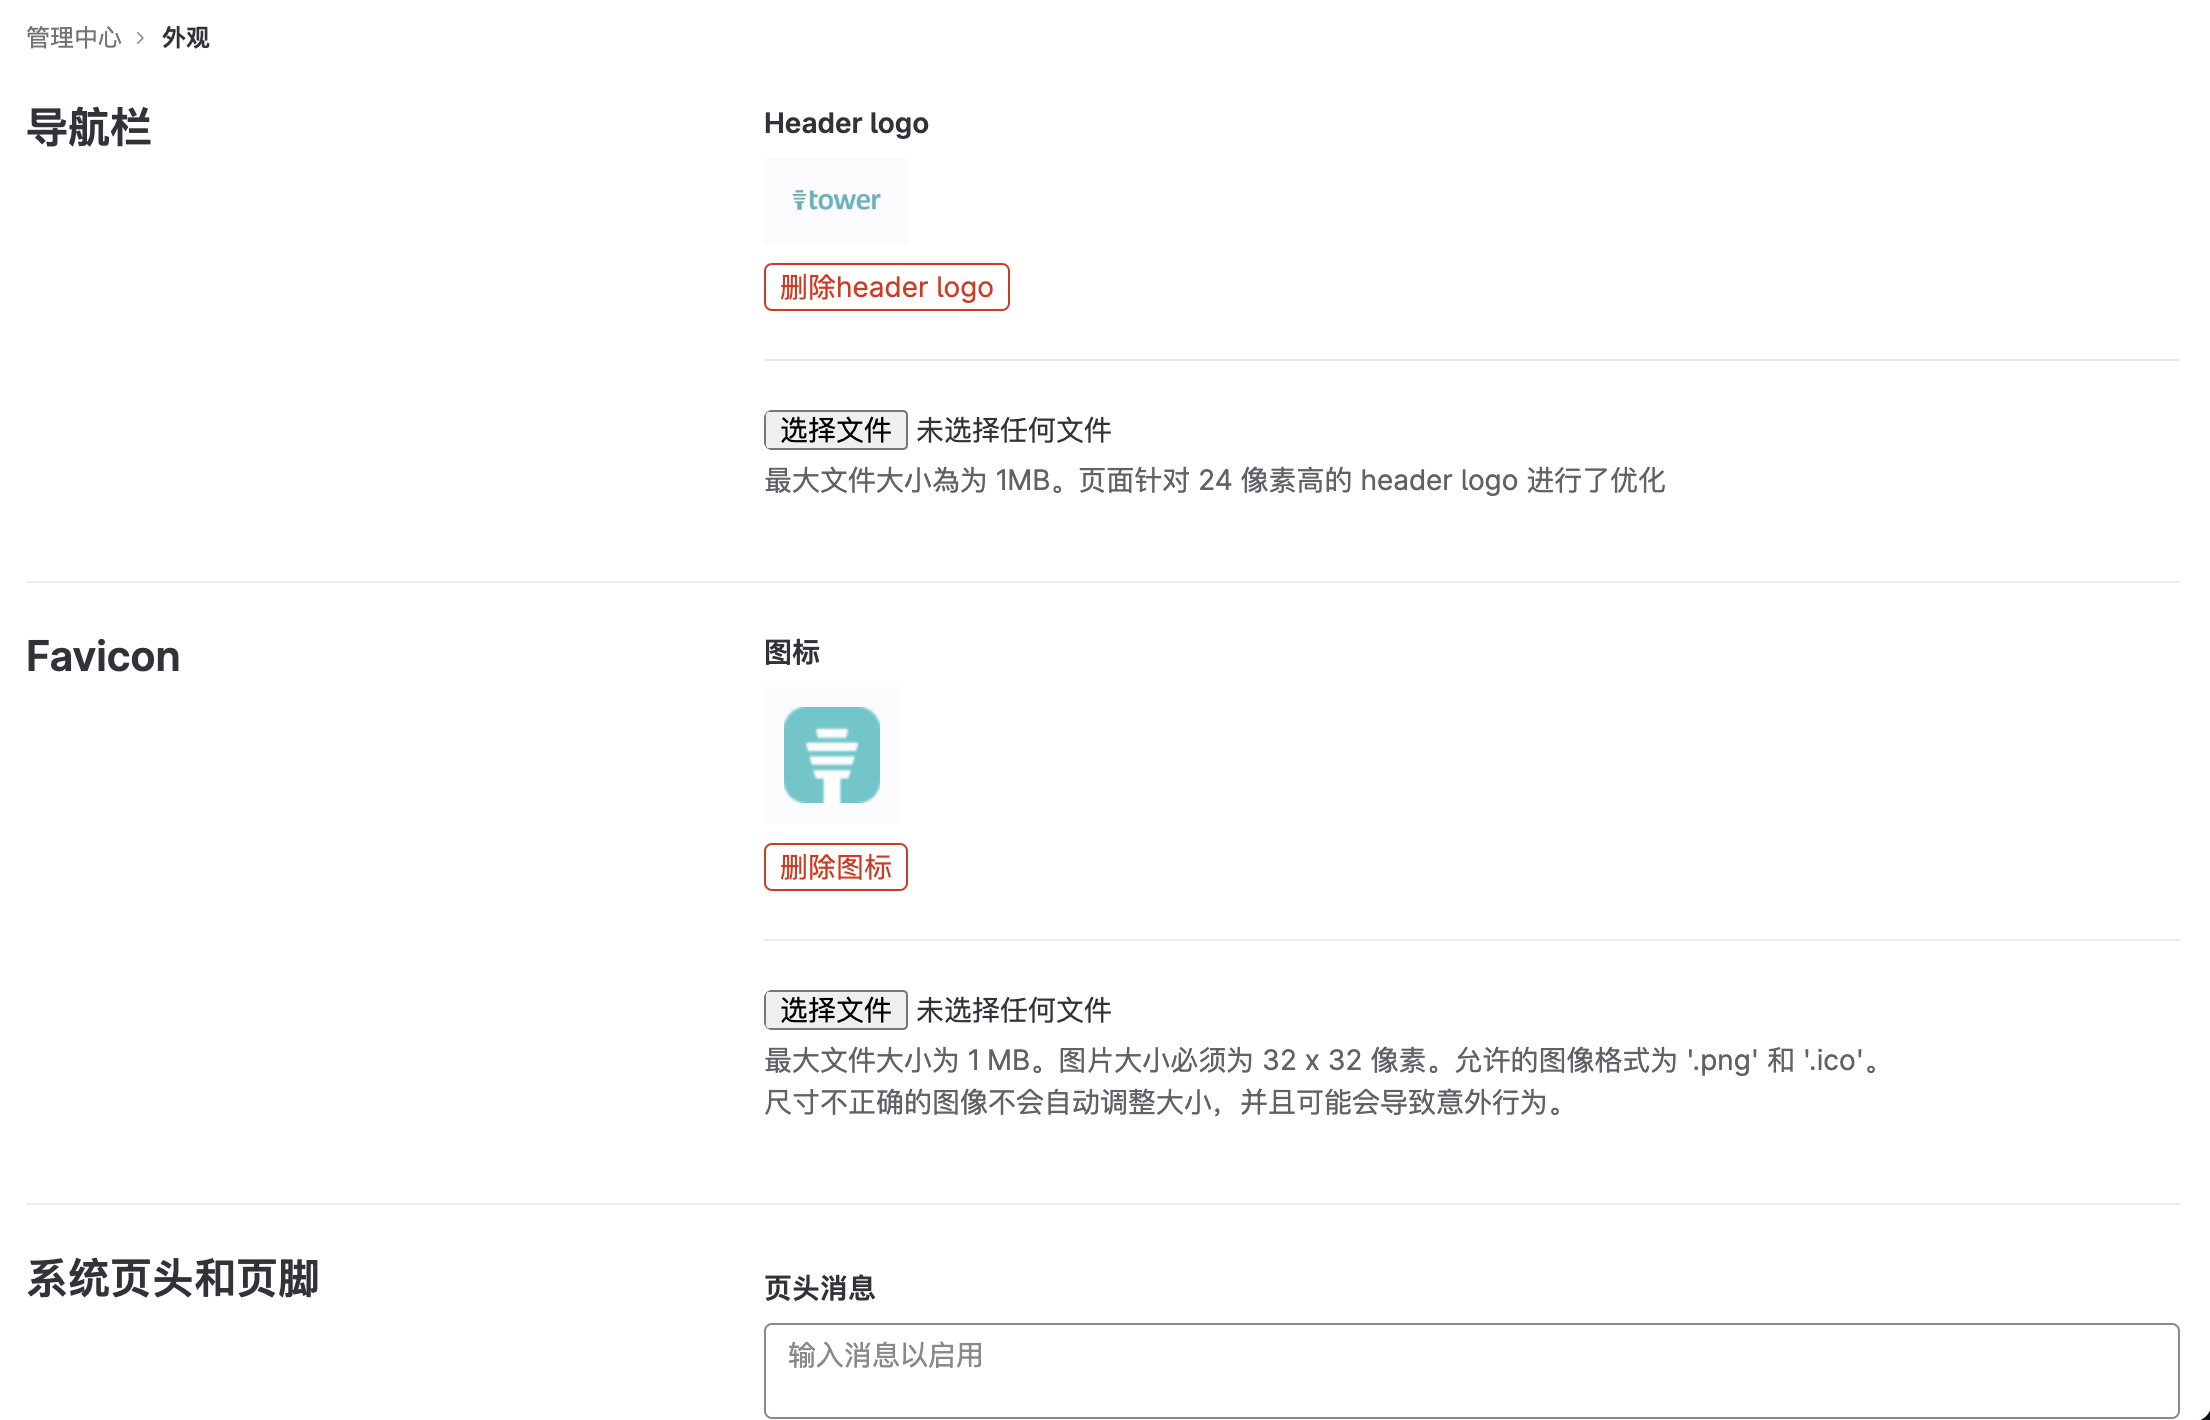 管理中心 › 外观
导航栏
Header logo
tower
删除header logo
选择文件 未选择任何文件
最大文件大小為为 1MB。页面针对 24 像素高的 header logo 进行了优化
Favicon
图标
删除图标
选择文件 未选择任何文件
最大文件大小为 1 MB。图片大小必须为 32 x 32 像素。允许的图像格式为 '.png' 和 '.ico'。
尺寸不正确的图像不会自动调整大小，并且可能会导致意外行为。
系统页头和页脚
页头消息
输入消息以启用